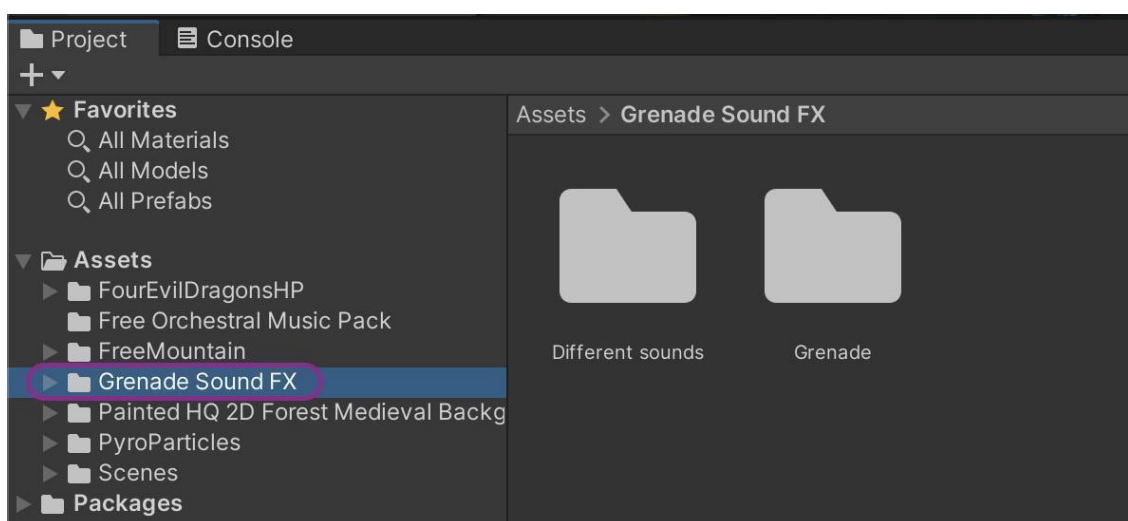 Project
Console
Favorites
All Materials
All Models
All Prefabs
Assets
FourEvilDragonsHP
Free Orchestral Music Pack
FreeMountain
Grenade Sound FX
Painted HQ 2D Forest Medieval Backg
PyroParticles
Scenes
Packages
Assets > Grenade Sound FX
Different sounds
Grenade